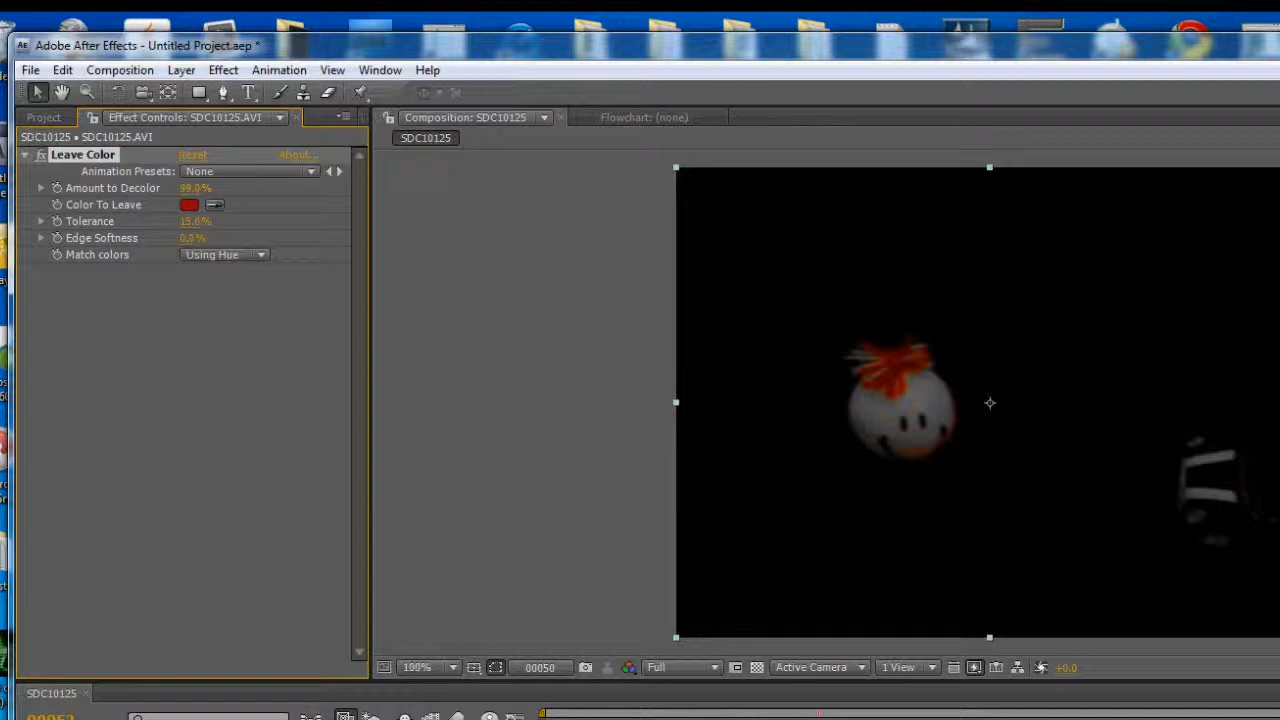 Adobe After Effects - Untitled Project.aep *
File Edit Composition Layer Effect Animation View Window Help
Project Effect Controls: SDC10125.AVI Composition: SDC10125 Flowchart: (none)
SDC10125 • SDC10125.AVI SDC10125
Leave Color Reset About...
Animation Presets: None
Amount to Decolor 99.0%
Color To Leave
Tolerance 15.0%
Edge Softness 0.0%
Match colors Using Hue
100% 00050 Full Active Camera 1 View +0.0
SDC10125